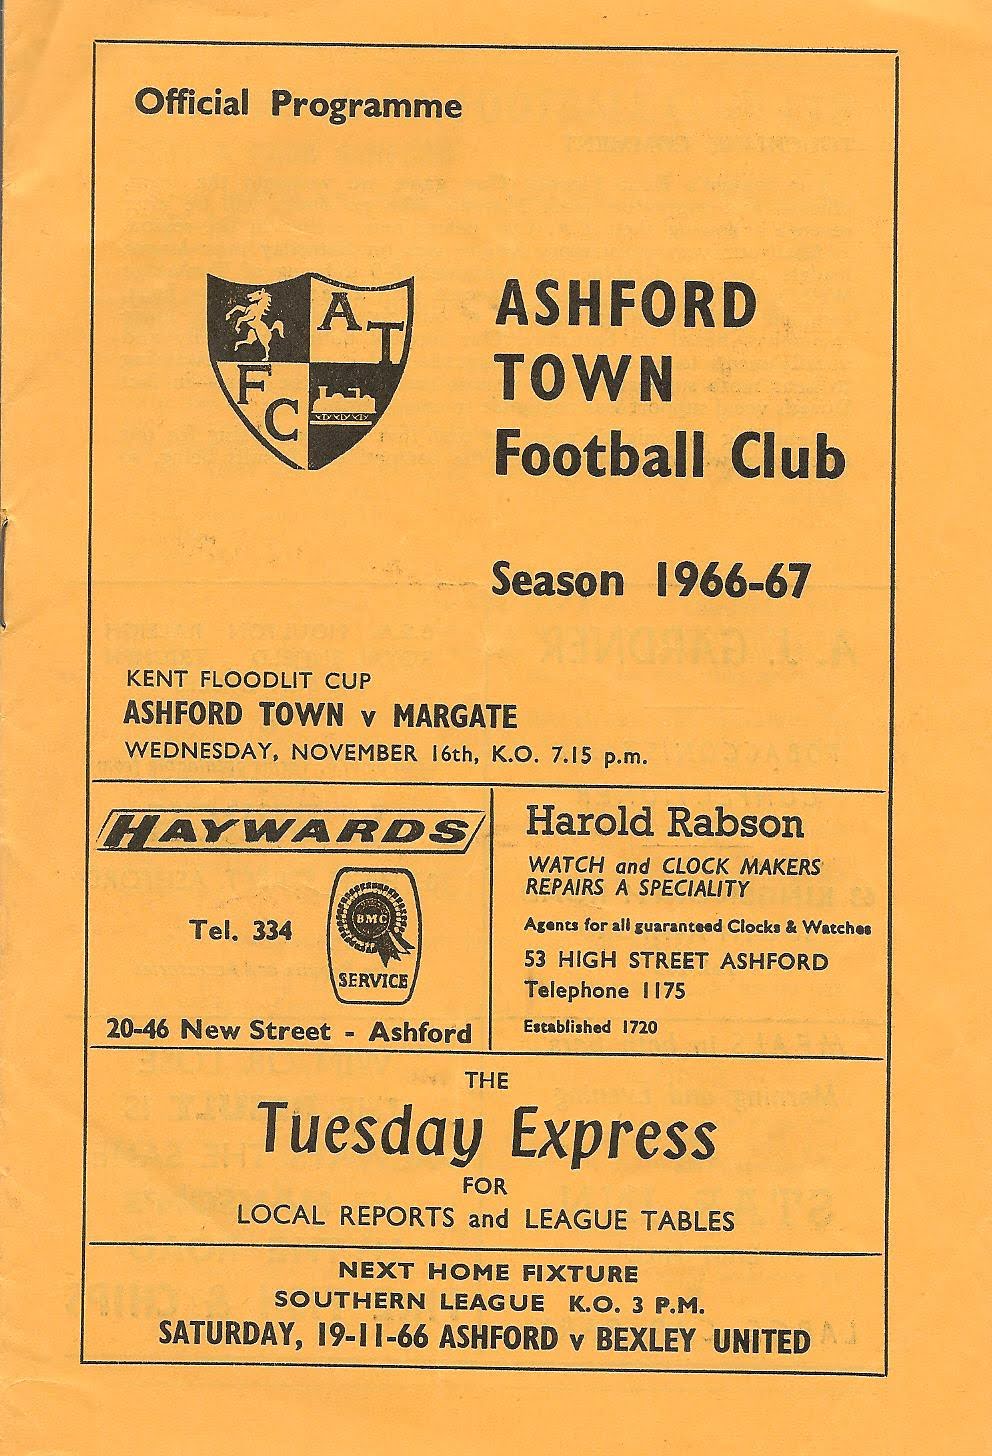 Official Programme
A T
F C
ASHFORD
TOWN
Football Club
Season 1966-67
KENT FLOODLIT CUP
ASHFORD TOWN v MARGATE
WEDNESDAY, NOVEMBER 16th, K.O. 7.15 p.m.
HAYWARDS
Tel. 334
BMC
SERVICE
20-46 New Street - Ashford
Harold Rabson
WATCH and CLOCK MAKERS
REPAIRS A SPECIALITY
Agents for all guaranteed Clocks & Watches
53 HIGH STREET ASHFORD
Telephone 1175
Established 1720
THE
Tuesday Express
FOR
LOCAL REPORTS and LEAGUE TABLES
NEXT HOME FIXTURE
SOUTHERN LEAGUE K.O. 3 P.M.
SATURDAY, 19-11-66 ASHFORD v BEXLEY UNITED